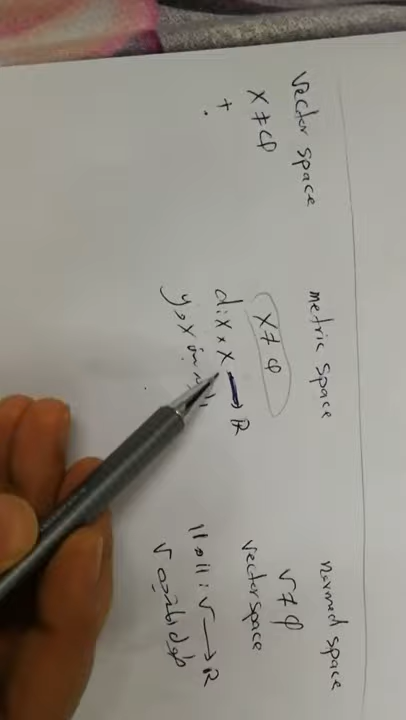 Vector space
X ≠ φ
+
.
metric space
X ≠ φ
d: X × X → R
Normed space
V ≠ φ
Vector space
||.||: V → R